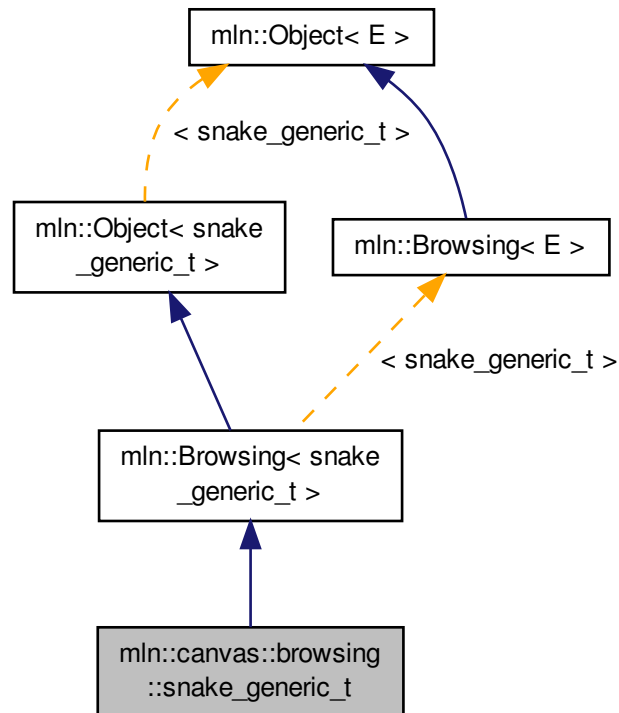 mln::Object< E >
< snake_generic_t >
mln::Object< snake
_generic_t >
mln::Browsing< E >
< snake_generic_t >
mln::Browsing< snake
_generic_t >
mln::canvas::browsing
::snake_generic_t